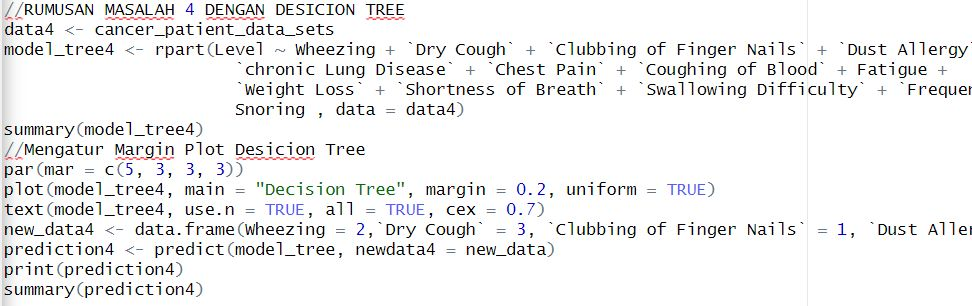 //RUMUSAN MASALAH 4 DENGAN DESICION TREE
data4 <- cancer_patient_data_sets
model_tree4 <- rpart(Level ~ Wheezing + `Dry Cough` + `Clubbing of Finger Nails` + `Dust Allergy`
`chronic Lung Disease` + `Chest Pain` + `Coughing of Blood` + Fatigue +
`Weight Loss` + `Shortness of Breath` + `Swallowing Difficulty` + `Frequen
Snoring , data = data4)
summary(model_tree4)
//Mengatur Margin Plot Desicion Tree
par(mar = c(5, 3, 3, 3))
plot(model_tree4, main = "Decision Tree", margin = 0.2, uniform = TRUE)
text(model_tree4, use.n = TRUE, all = TRUE, cex = 0.7)
new_data4 <- data.frame(Wheezing = 2,`Dry Cough` = 3, `Clubbing of Finger Nails` = 1, `Dust Aller
prediction4 <- predict(model_tree, newdata4 = new_data)
print(prediction4)
summary(prediction4)